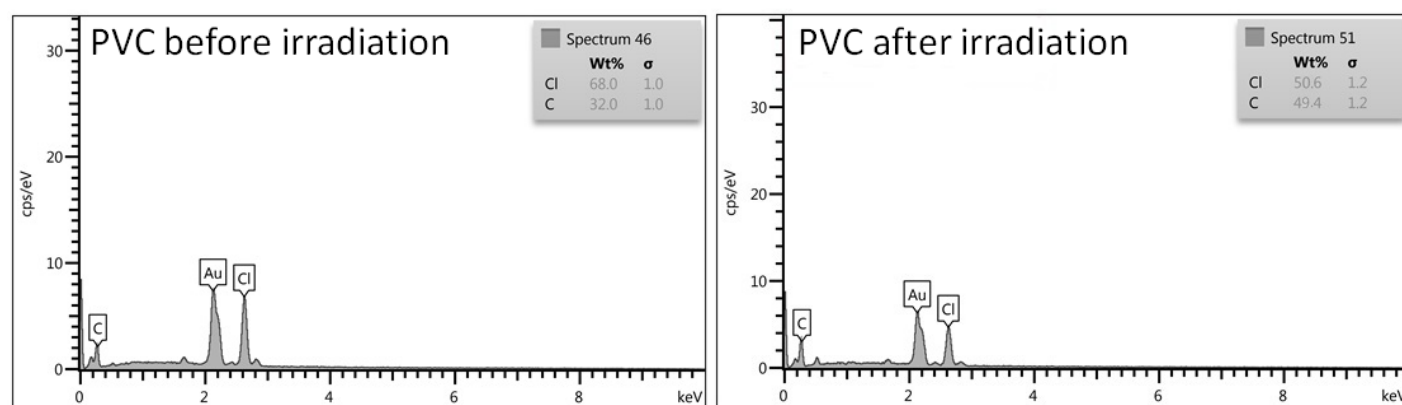 PVC before irradiation
Spectrum 46
Wt% σ
Cl 68.0 1.0
C 32.0 1.0
30
20
10
0
cps/eV
C
Au
Cl
0 2 4 6 8 keV
PVC after irradiation
Spectrum 51
Wt% σ
Cl 50.6 1.2
C 49.4 1.2
30
20
10
0
cps/eV
C
Au
Cl
0 2 4 6 8 keV